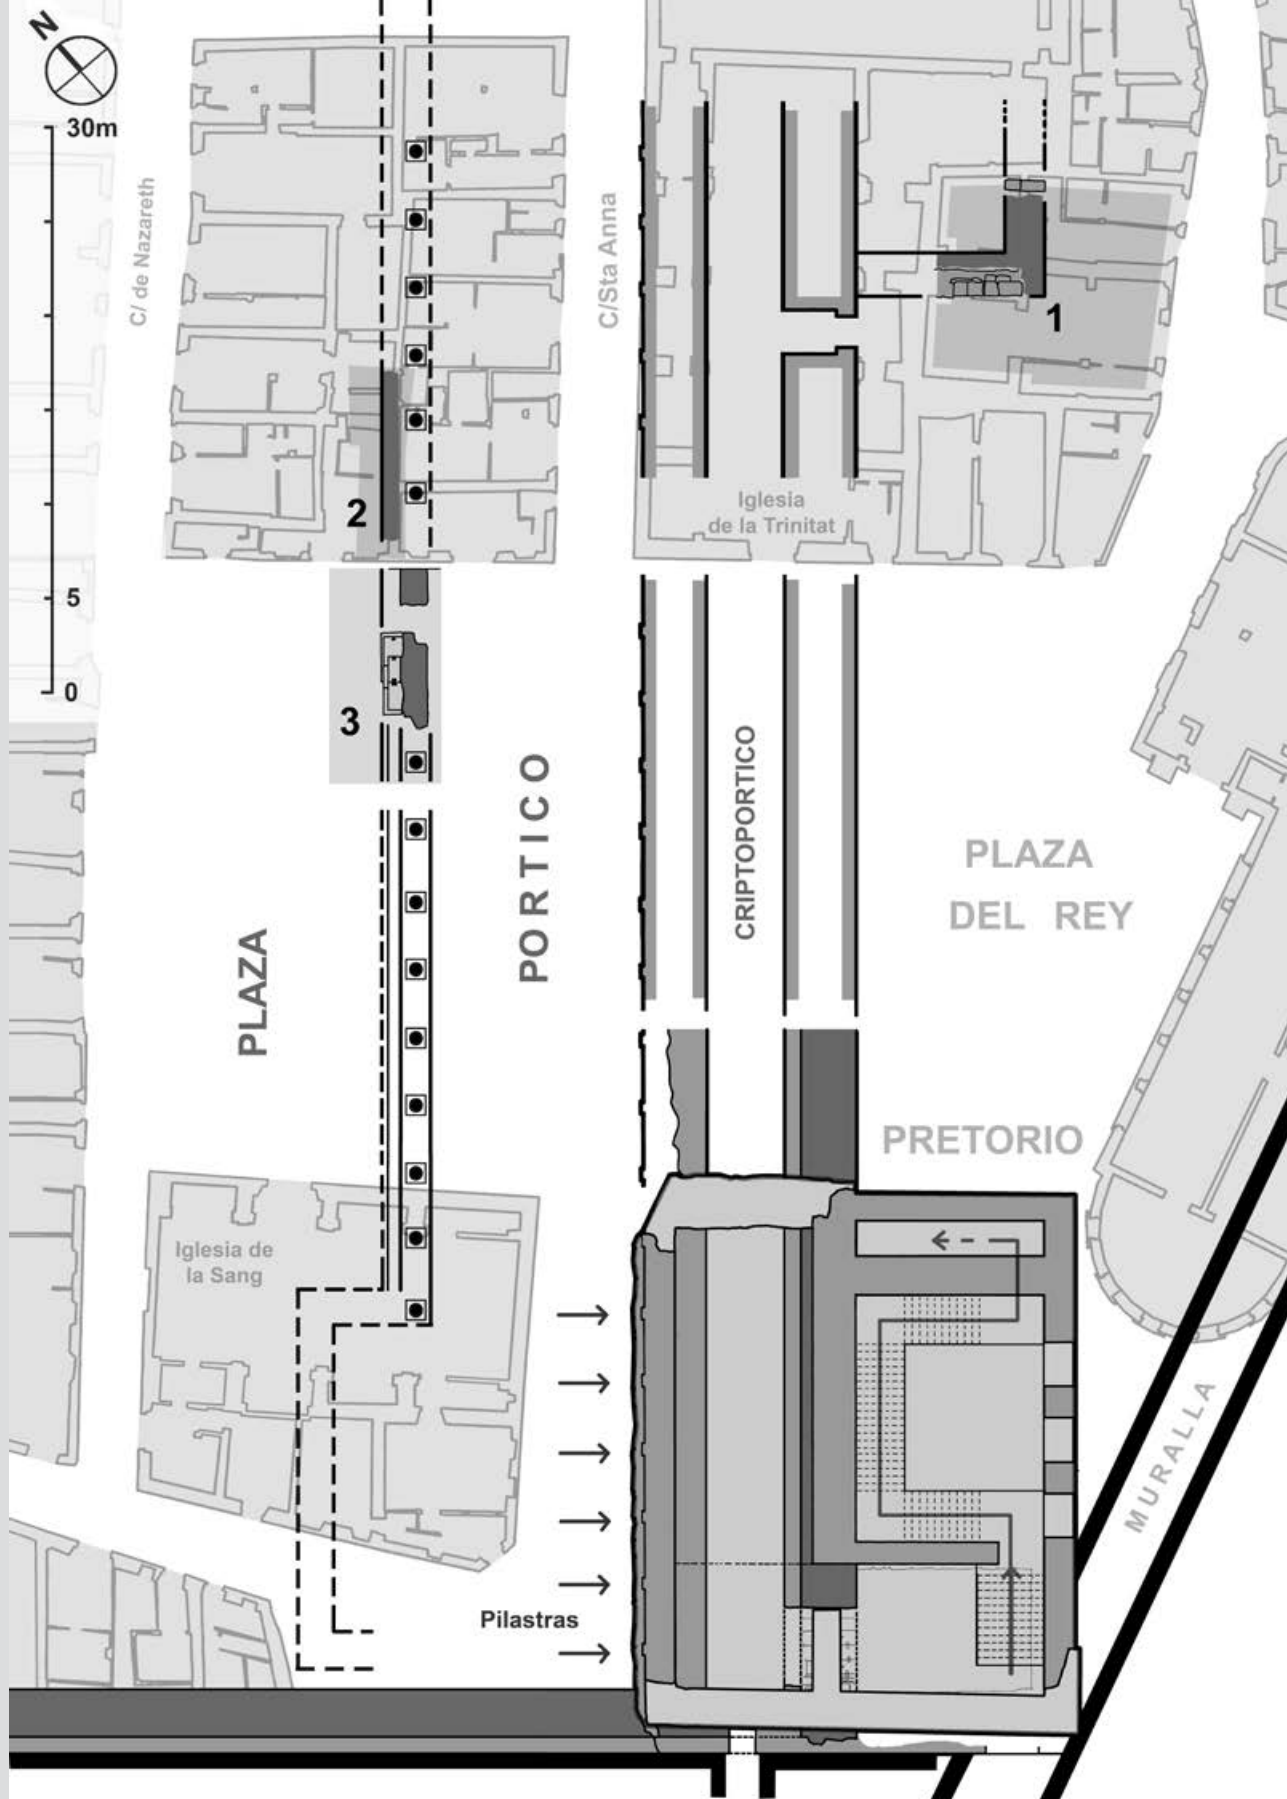 N
30m
C/ de Nazareth
C/Sta Anna
1
2
Iglesia
de la Trinitat
5
0
3
PORTICO
CRIPTOPORTICO
PLAZA
DEL REY
PLAZA
PRETORIO
Iglesia de
la Sang
MURALLA
Pilastras